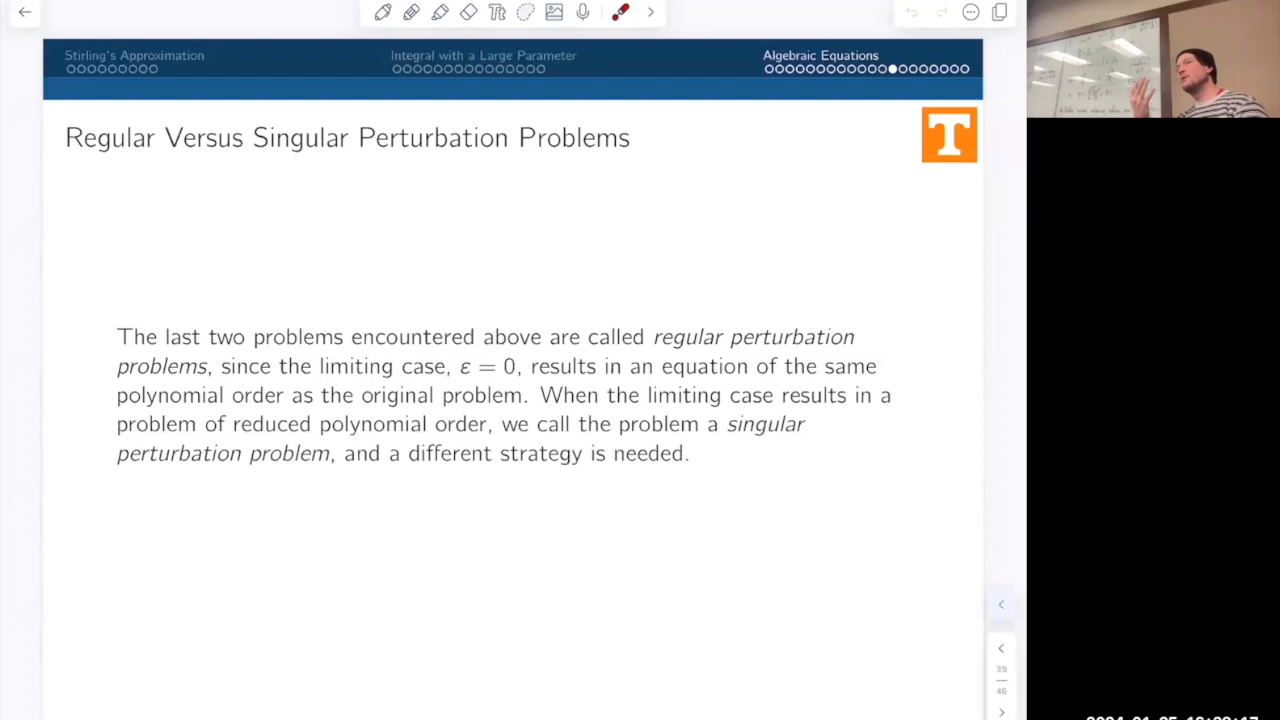 Stirling's Approximation
Integral with a Large Parameter
Algebraic Equations
Regular Versus Singular Perturbation Problems
T
The last two problems encountered above are called regular perturbation
problems, since the limiting case, ε = 0, results in an equation of the same
polynomial order as the original problem. When the limiting case results in a
problem of reduced polynomial order, we call the problem a singular
perturbation problem, and a different strategy is needed.
39
46